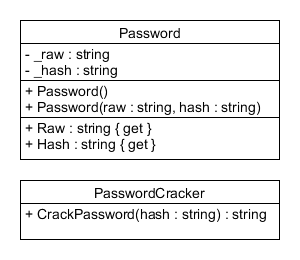 Password
- _raw : string
- _hash : string
+ Password()
+ Password(raw : string, hash : string)
+ Raw : string { get }
+ Hash : string { get }
PasswordCracker
+ CrackPassword(hash : string) : string